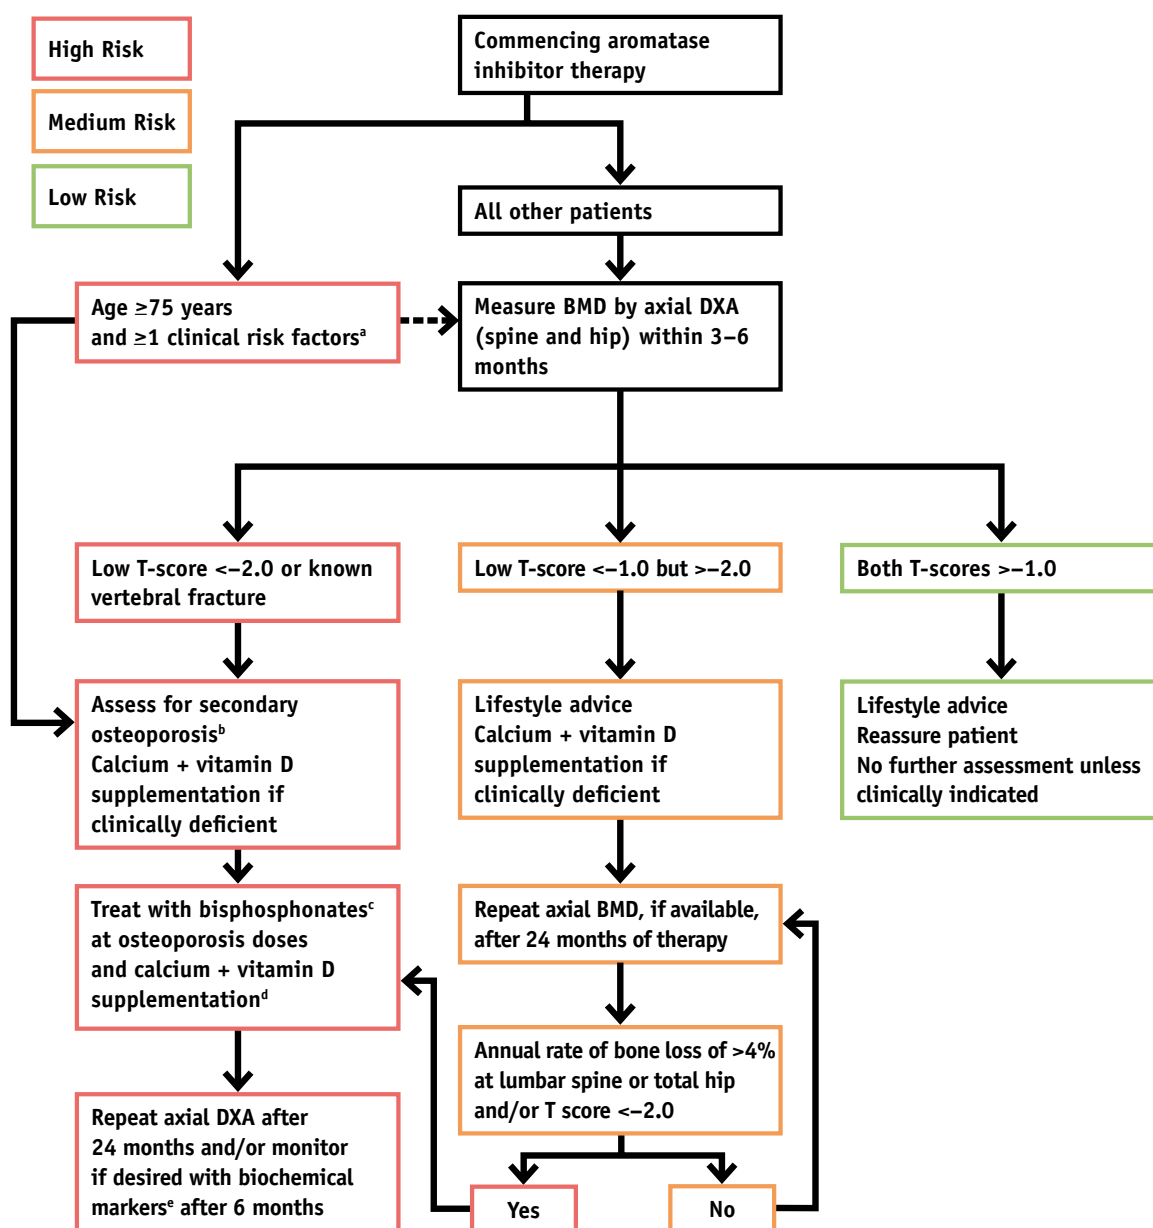 High Risk
Medium Risk
Low Risk
Commencing aromatase
inhibitor therapy
All other patients
Age ≥75 years
and ≥1 clinical risk factorsᵃ
Measure BMD by axial DXA
(spine and hip) within 3–6
months
Low T-score <–2.0 or known
vertebral fracture
Low T-score <–1.0 but >–2.0
Both T-scores >–1.0
Assess for secondary
osteoporosisᵇ
Calcium + vitamin D
supplementation if
clinically deficient
Lifestyle advice
Calcium + vitamin D
supplementation if
clinically deficient
Lifestyle advice
Reassure patient
No further assessment unless
clinically indicated
Treat with bisphosphonatesᶜ
at osteoporosis doses
and calcium + vitamin D
supplementationᵈ
Repeat axial BMD, if available,
after 24 months of therapy
Annual rate of bone loss of >4%
at lumbar spine or total hip
and/or T score <–2.0
Repeat axial DXA after
24 months and/or monitor
if desired with biochemical
markersᵉ after 6 months
Yes
No